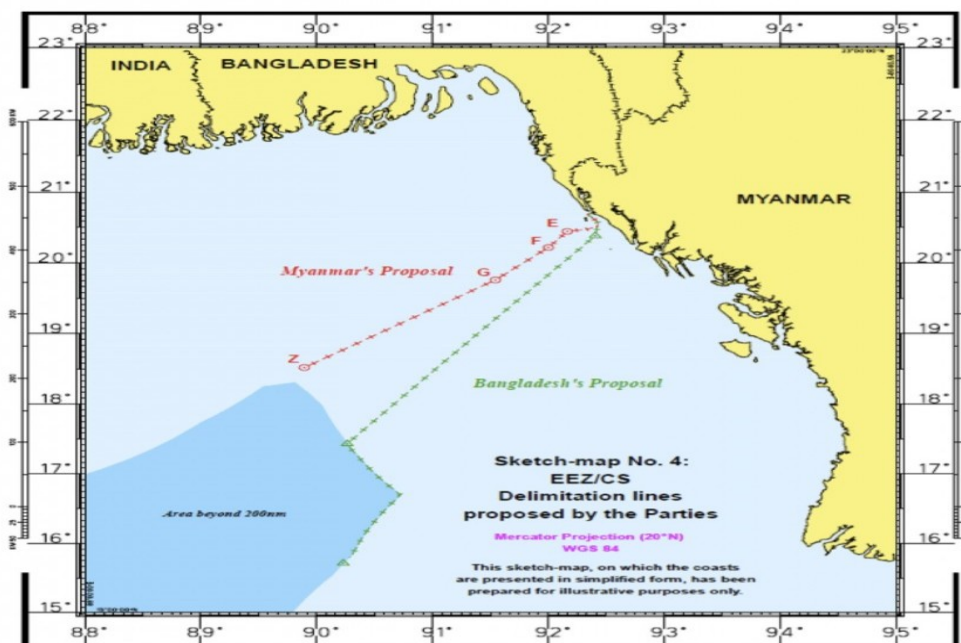 88° 89° 90° 91° 92° 93° 94° 95°
23° 23°
INDIA BANGLADESH
22° 22°
21° 21°
MYANMAR
E
F
20° 20°
Myanmar's Proposal G
19° 19°
Z
Bangladesh's Proposal
18° 18°
17° 17°
Sketch-map No. 4:
EEZ/CS
Delimitation lines
proposed by the Parties
Area beyond 200nm
16° 16°
Mercator Projection (20°N)
WGS 84
This sketch-map, on which the coasts
are presented in simplified form, has been
prepared for illustrative purposes only.
15° 15°
88° 89° 90° 91° 92° 93° 94° 95°